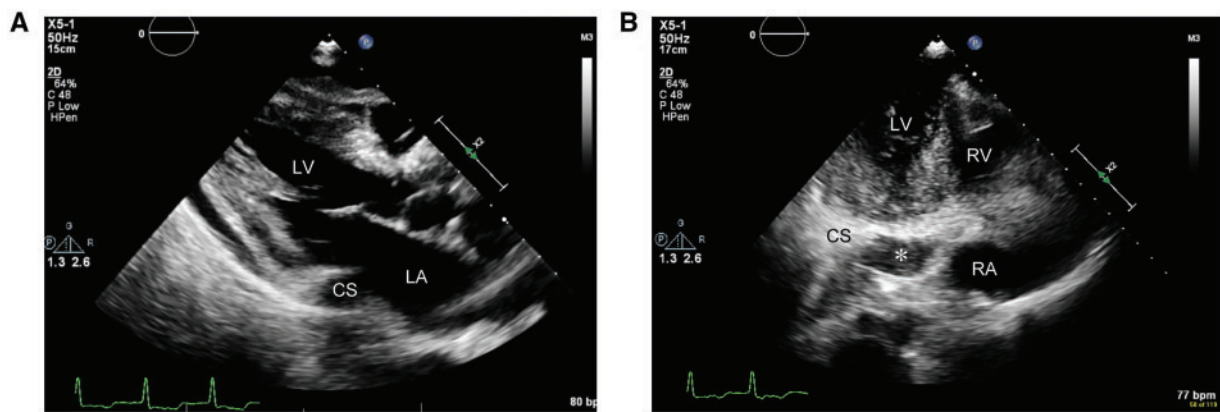 A
X5-1
50Hz
15cm
0
P
M3
2D
64%
C 48
P Low
HPen
X2
LV
LA
CS
G
P R
1.3 2.6
80 bp
B
X5-1
50Hz
17cm
0
P
M3
2D
64%
C 48
P Low
HPen
X2
LV
RV
CS
*
RA
G
P R
1.3 2.6
77 bpm